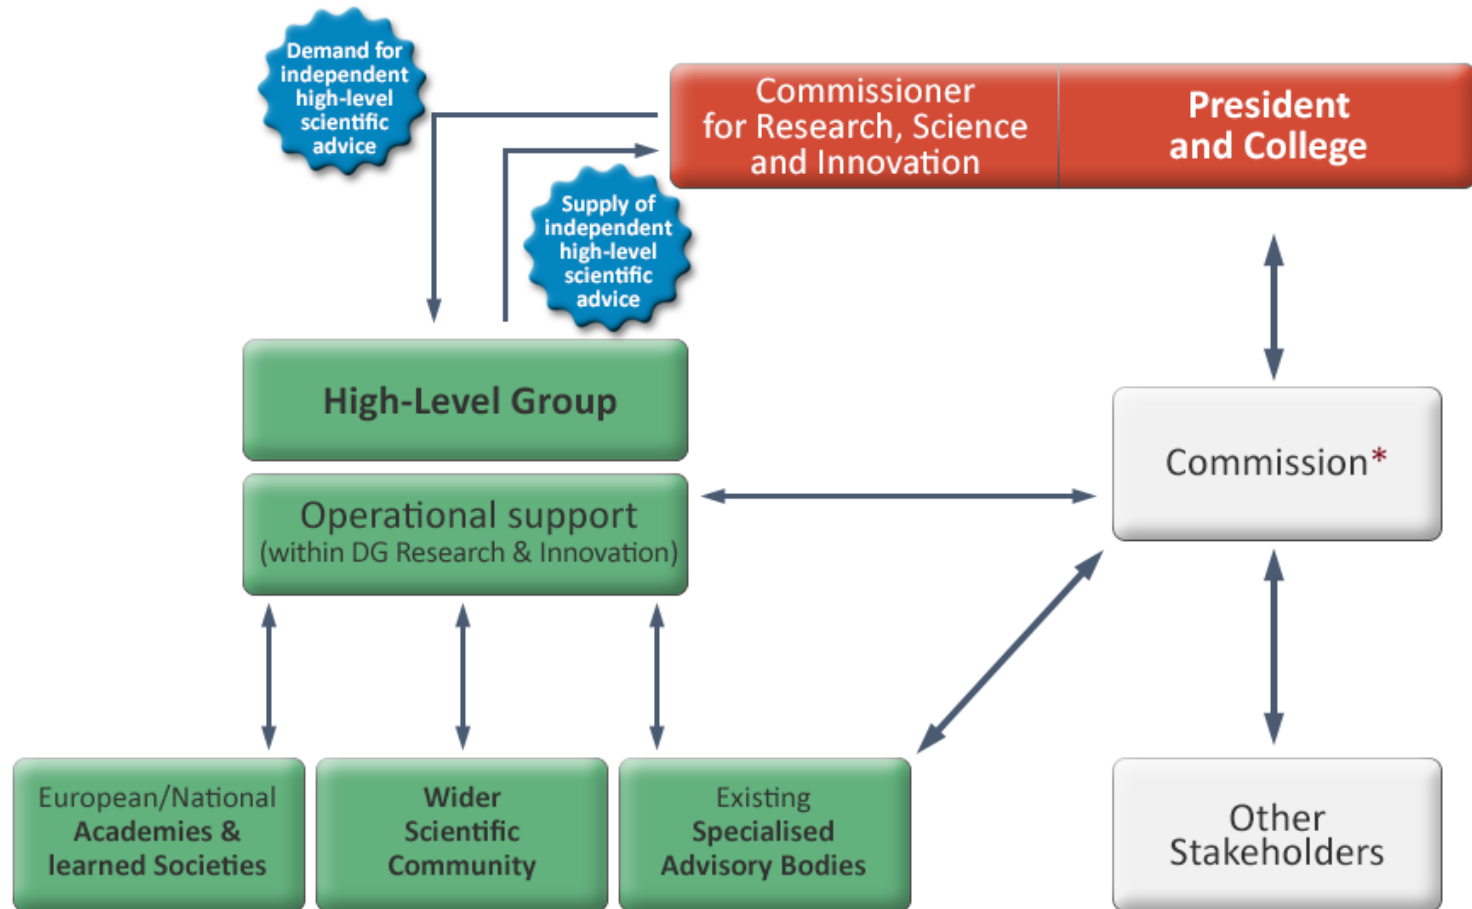 Demand for
independent
high-level
scientific
advice
Commissioner
for Research, Science
and Innovation
President
and College
Supply of
independent
high-level
scientific
advice
High-Level Group
Commission*
Operational support
(within DG Research & Innovation)
European/National
Academies &
learned Societies
Wider
Scientific
Community
Existing
Specialised
Advisory Bodies
Other
Stakeholders